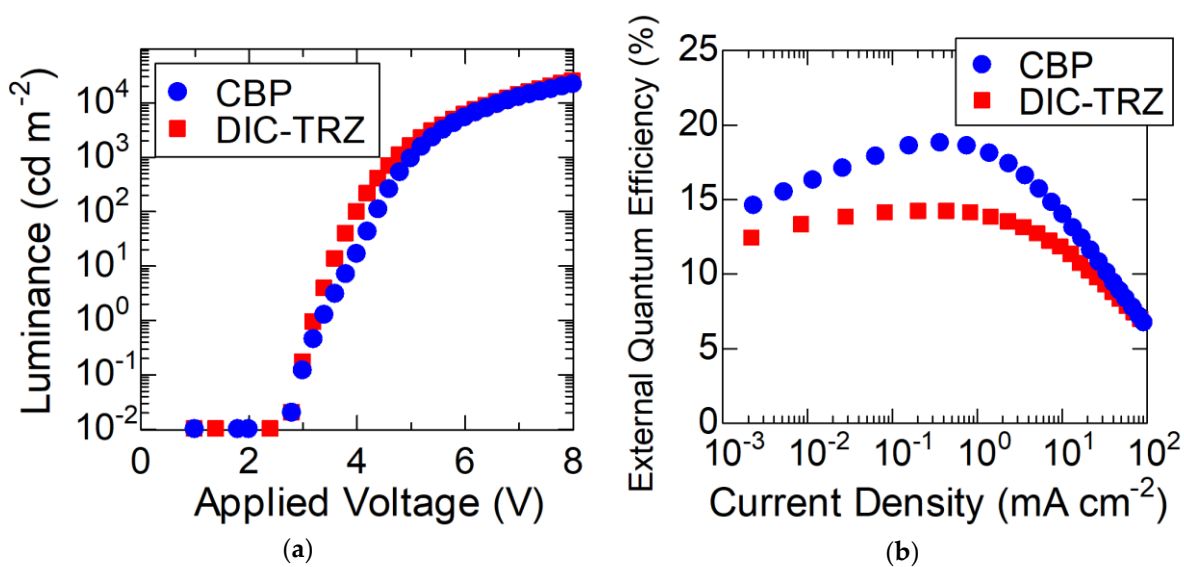 Luminance (cd m⁻²)
10⁴
10³
10²
10¹
10⁰
10⁻¹
10⁻²
CBP
DIC-TRZ
0 2 4 6 8
Applied Voltage (V)
(a)
External Quantum Efficiency (%)
25
20
15
10
5
0
CBP
DIC-TRZ
10⁻³ 10⁻² 10⁻¹ 10⁰ 10¹ 10²
Current Density (mA cm⁻²)
(b)